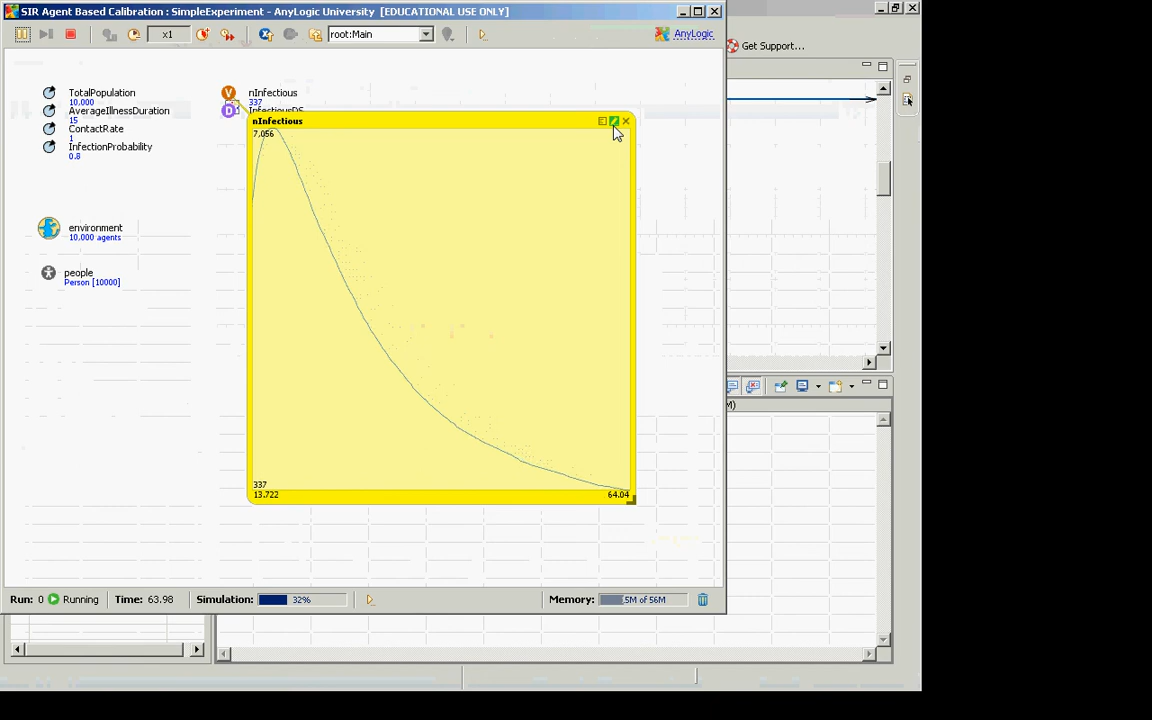 SIR Agent Based Calibration : SimpleExperiment - AnyLogic University [EDUCATIONAL USE ONLY]
x1
root:Main
AnyLogic
Get Support...
TotalPopulation
10,000
AverageIllnessDuration
15
ContactRate
1
InfectionProbability
0.8
environment
10,000 agents
people
Person [10000]
V
nInfectious
337
D
InfectiousDS
nInfectious
7,056
337
13.722
64.04
M)
Run: 0
Running
Time: 63.98
Simulation:
32%
Memory:
5M of 56M